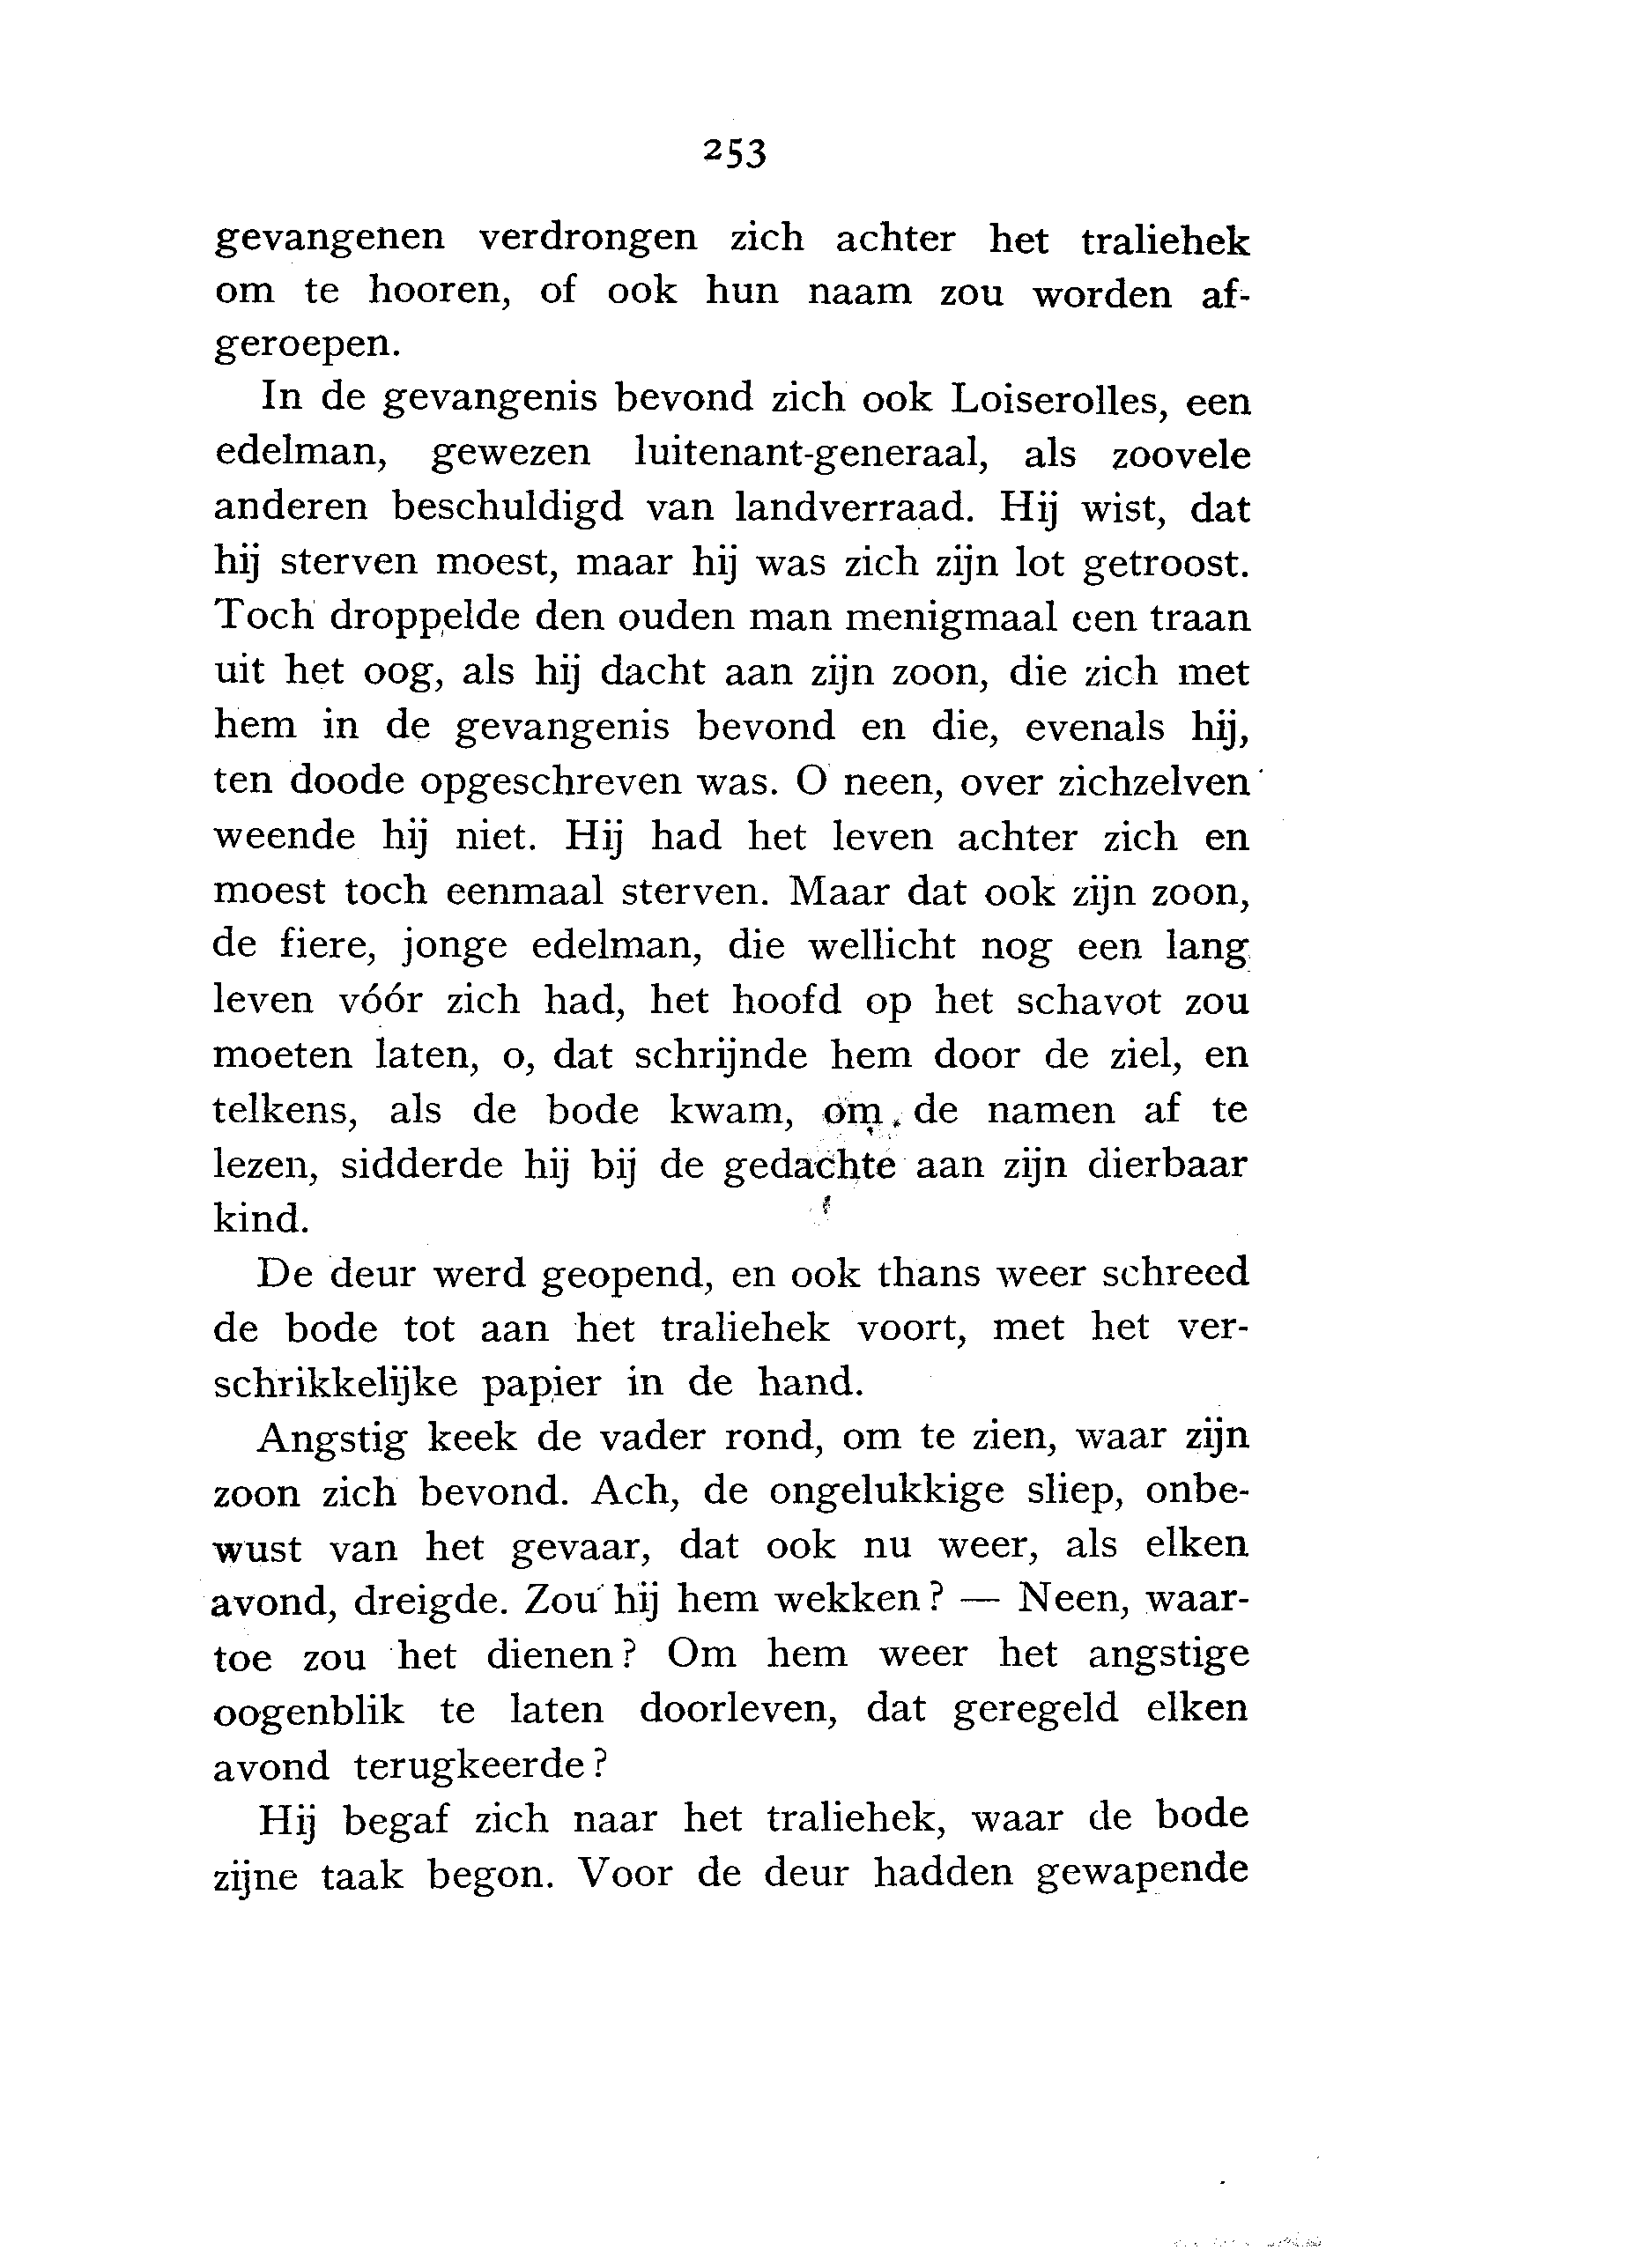 253
gevangenen verdrongen zich achter het traliehek
om te hooren, of ook hun naam zou worden af-
geroepen.
In de gevangenis bevond zich ook Loiserolles, een
edelman, gewezen luitenant-generaal, als zoovele
anderen beschuldigd van landverraad. Hij wist, dat
hij sterven moest, maar hij was zich zijn lot getroost.
Toch droppelde den ouden man menigmaal een traan
uit het oog, als hij dacht aan zijn zoon, die zich met
hem in de gevangenis bevond en die, evenals hij,
ten doode opgeschreven was. O neen, over zichzelven
weende hij niet. Hij had het leven achter zich en
moest toch eenmaal sterven. Maar dat ook zijn zoon,
de fiere, jonge edelman, die wellicht nog een lang
leven vóór zich had, het hoofd op het schavot zou
moeten laten, o, dat schrijnde hem door de ziel, en
telkens, als de bode kwam, om de namen af te
lezen, sidderde hij bij de gedachte aan zijn dierbaar
kind.
De deur werd geopend, en ook thans weer schreed
de bode tot aan het traliehek voort, met het ver-
schrikkelijke papier in de hand.
Angstig keek de vader rond, om te zien, waar zijn
zoon zich bevond. Ach, de ongelukkige sliep, onbe-
wust van het gevaar, dat ook nu weer, als elken
avond, dreigde. Zou hij hem wekken? — Neen, waar-
toe zou het dienen? Om hem weer het angstige
oogenblik te laten doorleven, dat geregeld elken
avond terugkeerde?
Hij begaf zich naar het traliehek, waar de bode
zijne taak begon. Voor de deur hadden gewapende